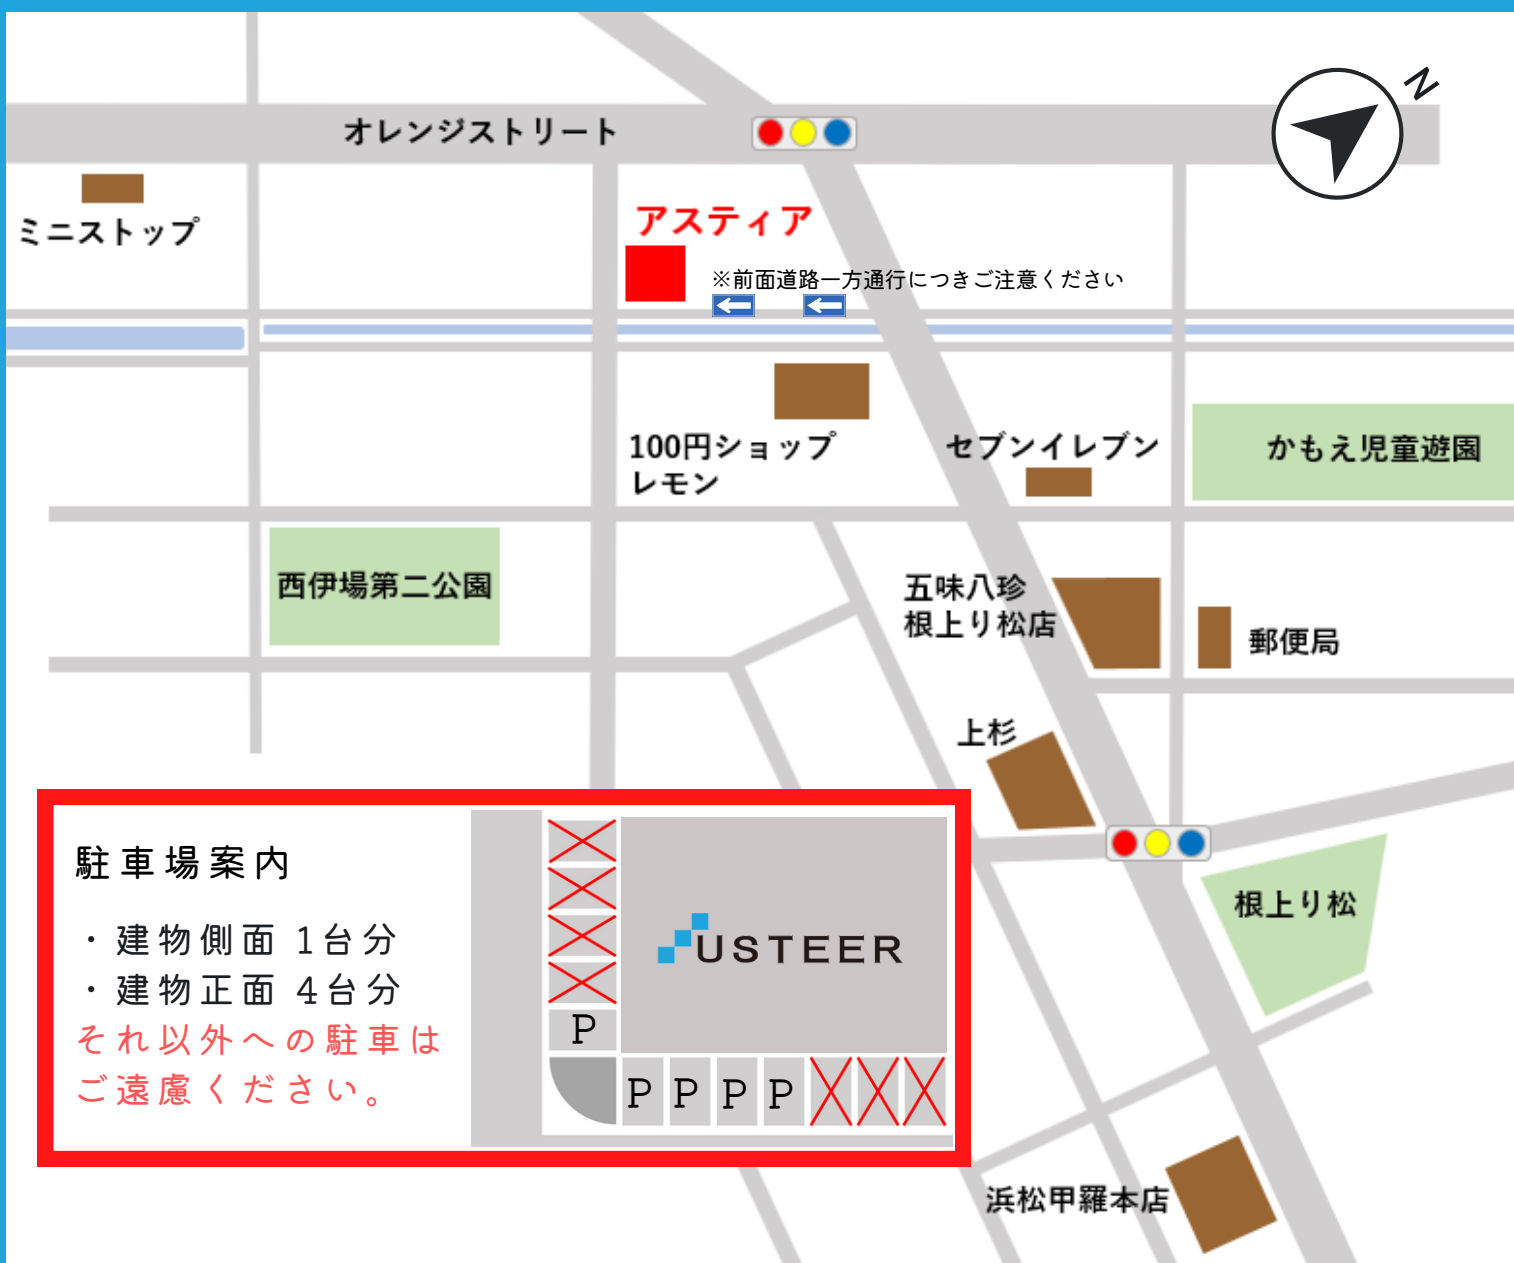 N
オレンジストリート
ミニストップ
アスティア
※前面道路一方通行につきご注意ください
100円ショップ
レモン
セブンイレブン
かもえ児童遊園
西伊場第二公園
五味八珍
根上り松店
郵便局
上杉
根上り松
浜松甲羅本店
駐車場案内
・建物側面 1台分
・建物正面 4台分
それ以外への駐車は
ご遠慮ください。
USTEER
P
P P P P